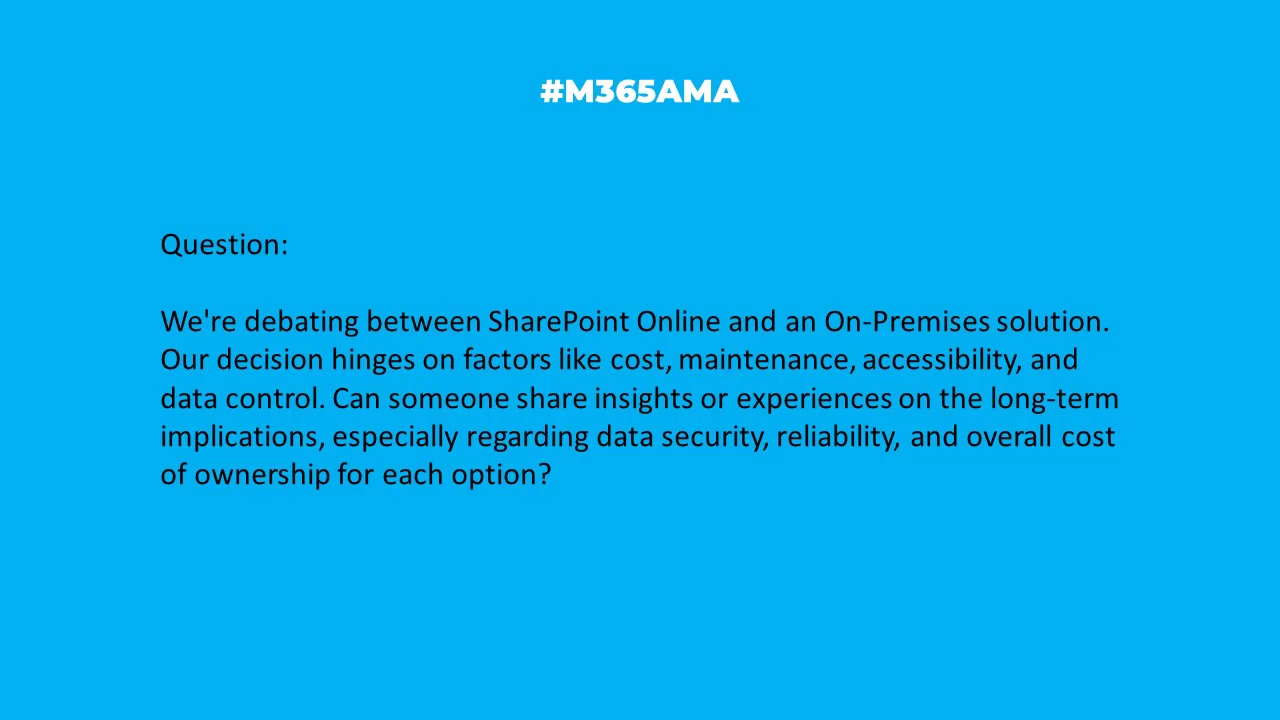 #M365AMA
Question:
We're debating between SharePoint Online and an On-Premises solution.
Our decision hinges on factors like cost, maintenance, accessibility, and
data control. Can someone share insights or experiences on the long-term
implications, especially regarding data security, reliability, and overall cost
of ownership for each option?